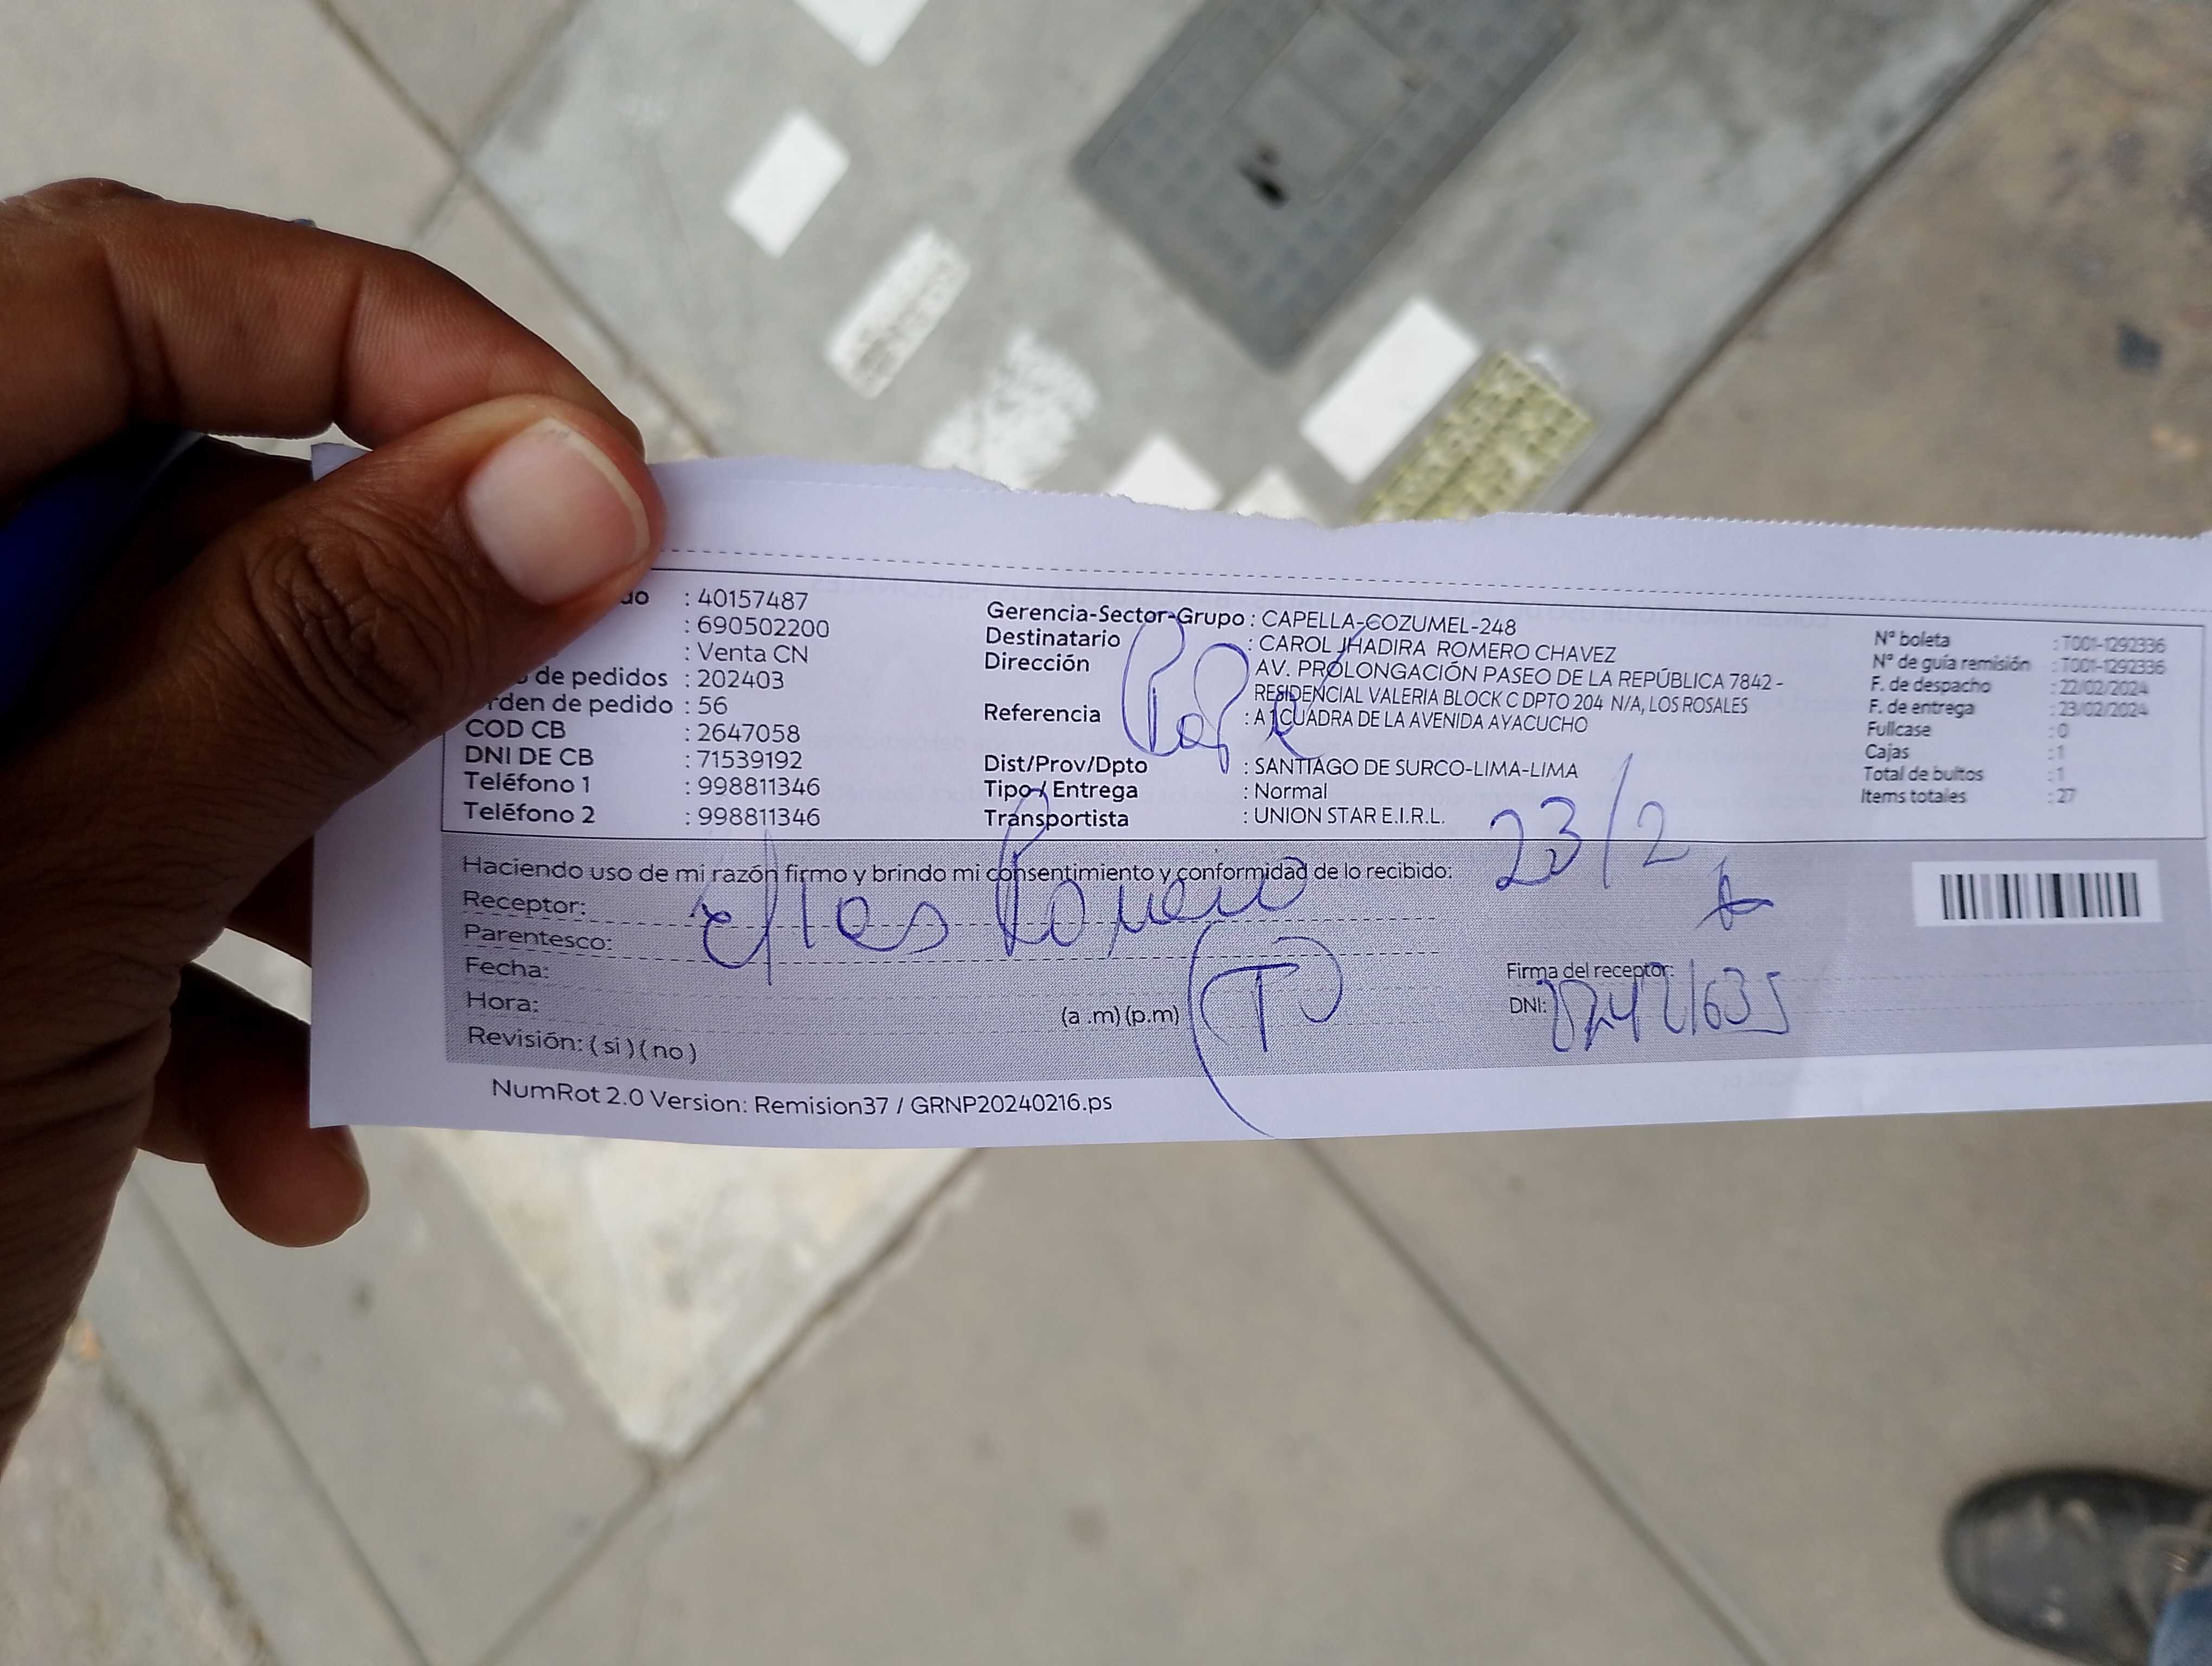 : 40157487
: 690502200
: Venta CN
de pedidos : 202403
rden de pedido : 56
COD CB : 2647058
DNI DE CB : 71539192
Teléfono 1 : 998811346
Teléfono 2 : 998811346
Gerencia-Sector-Grupo : CAPELLA-COZUMEL-248
Destinatario : CAROL JHADIRA ROMERO CHAVEZ
Dirección AV. PROLONGACIÓN PASEO DE LA REPÚBLICA 7842 -
RESIDENCIAL VALERIA BLOCK C DPTO 204 N/A, LOS ROSALES
Referencia : A 1 CUADRA DE LA AVENIDA AYACUCHO
Dist/Prov/Dpto : SANTIAGO DE SURCO-LIMA-LIMA
Tipo / Entrega : Normal
Transportista : UNION STAR E.I.R.L.
Nº boleta : T001-1292336
Nº de guía remisión : T001-1292336
F. de despacho : 22/02/2024
F. de entrega : 23/02/2024
Fullcase : 0
Cajas : 1
Total de bultos : 1
Items totales : 27
23/2
Haciendo uso de mi razón firmo y brindo mi consentimiento y conformidad de lo recibido:
Receptor: Romero
Parentesco:
Fecha:
Hora: (a .m) (p.m)
Revisión: ( si ) ( no )
T
Firma del receptor:
DNI:
NumRot 2.0 Version: Remision37 / GRNP20240216.ps